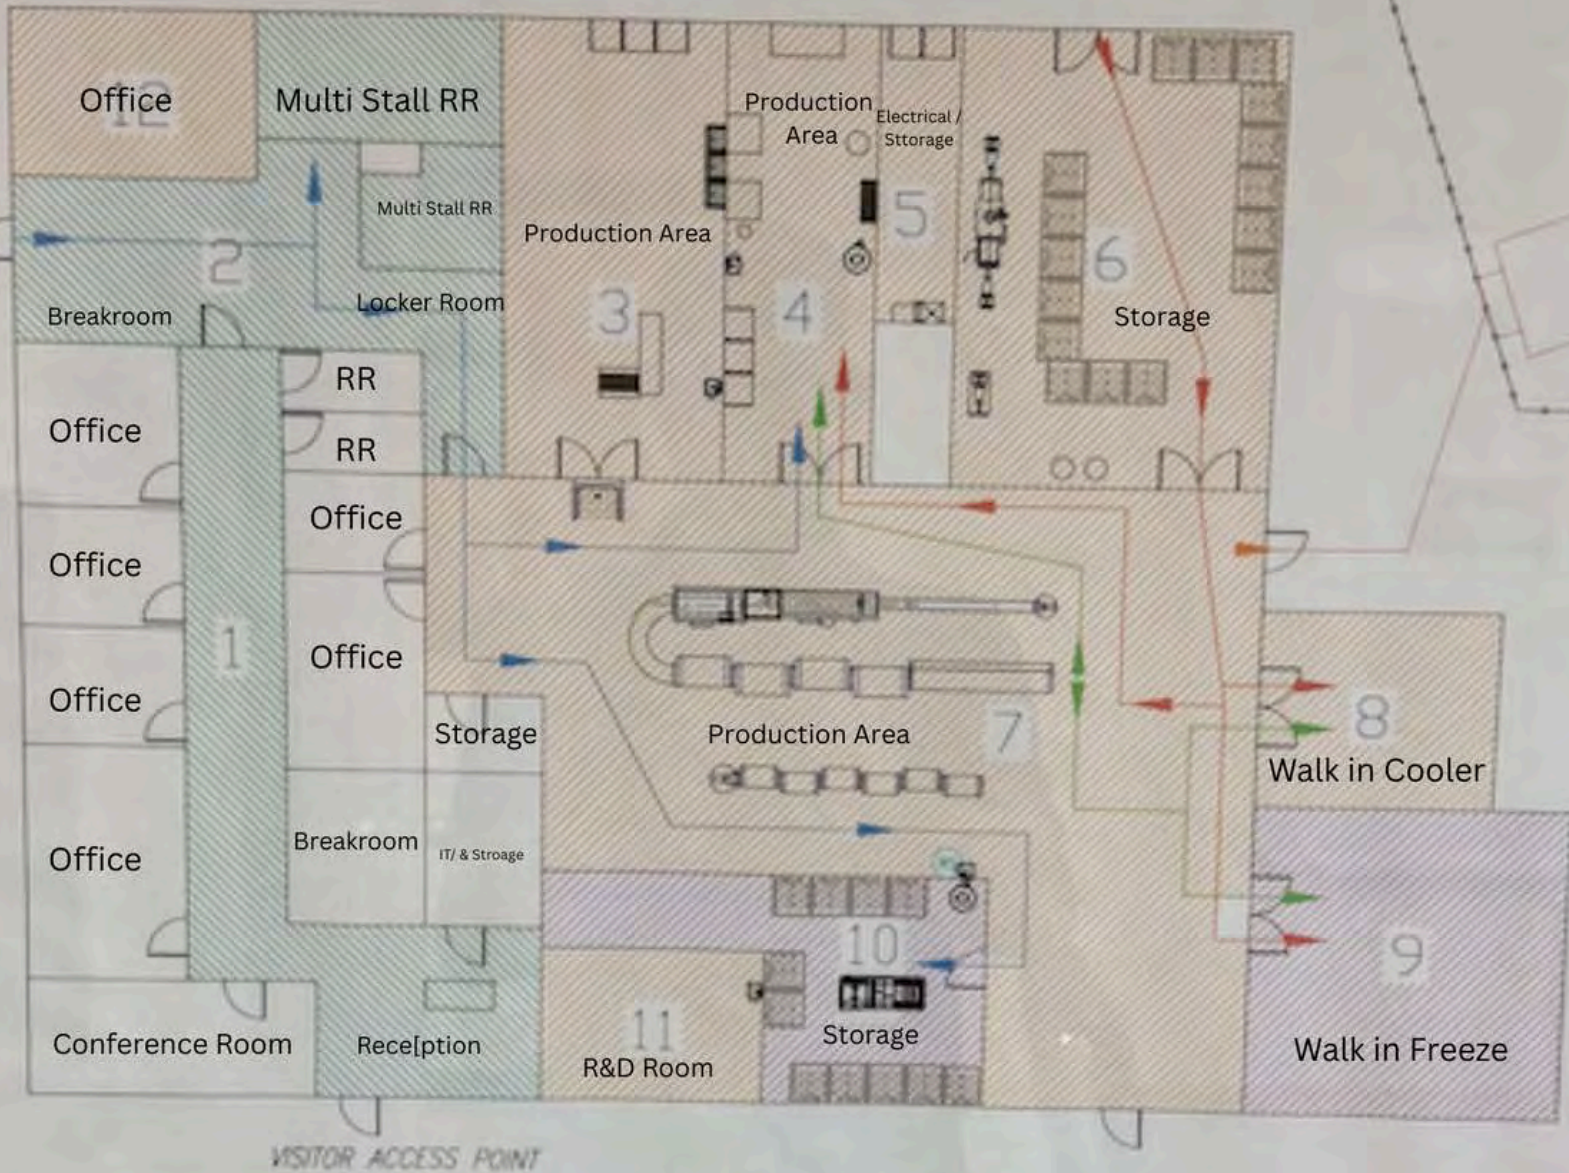 Office
12
Multi Stall RR
Multi Stall RR
2
Breakroom
Locker Room
Production Area
3
Production
Area
4
Electrical /
Sttorage
5
6
Storage
Office
RR
RR
Office
Office
Office
1
Office
Office
Storage
Production Area
7
8
Walk in Cooler
Office
Breakroom
IT/ & Stroage
10
Storage
9
Walk in Freeze
Conference Room
Rece[ption
11
R&D Room
VISITOR ACCESS POINT